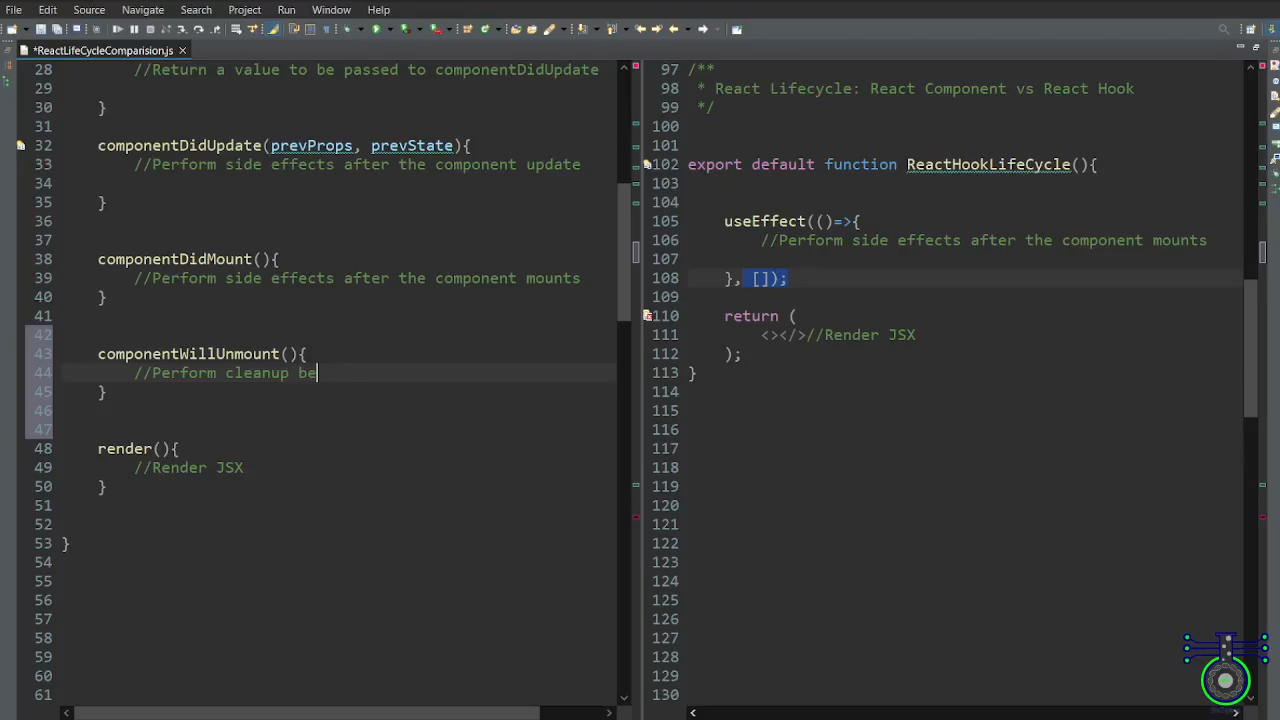 File Edit Source Navigate Search Project Run Window Help
*ReactLifeCycleComparision.js
28 //Return a value to be passed to componentDidUpdate
29
30 }
31
32 componentDidUpdate(prevProps, prevState){
33 //Perform side effects after the component update
34
35 }
36
37
38 componentDidMount(){
39 //Perform side effects after the component mounts
40 }
41
42
43 componentWillUnmount(){
44 //Perform cleanup be
45 }
46
47
48 render(){
49 //Render JSX
50 }
51
52
53 }
54
55
56
57
58
59
60
61
97 /**
98 * React Lifecycle: React Component vs React Hook
99 */
100
101
102 export default function ReactHookLifeCycle(){
103
104
105 useEffect(()=>{
106 //Perform side effects after the component mounts
107
108 }, []);
109
110 return (
111 <></>//Render JSX
112 );
113 }
114
115
116
117
118
119
120
121
122
123
124
125
126
127
128
129
130